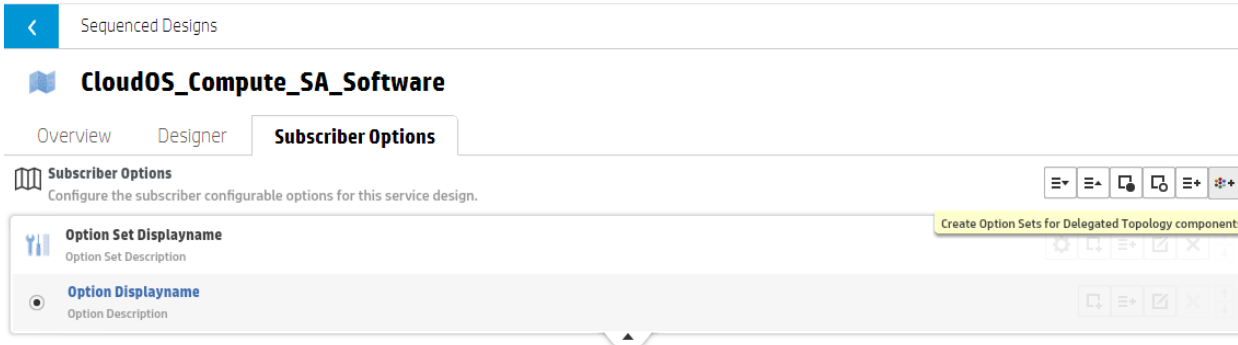 Sequenced Designs
CloudOS_Compute_SA_Software
Overview Designer Subscriber Options
Subscriber Options
Configure the subscriber configurable options for this service design.
Create Option Sets for Delegated Topology components
Option Set Displayname
Option Set Description
Option Displayname
Option Description